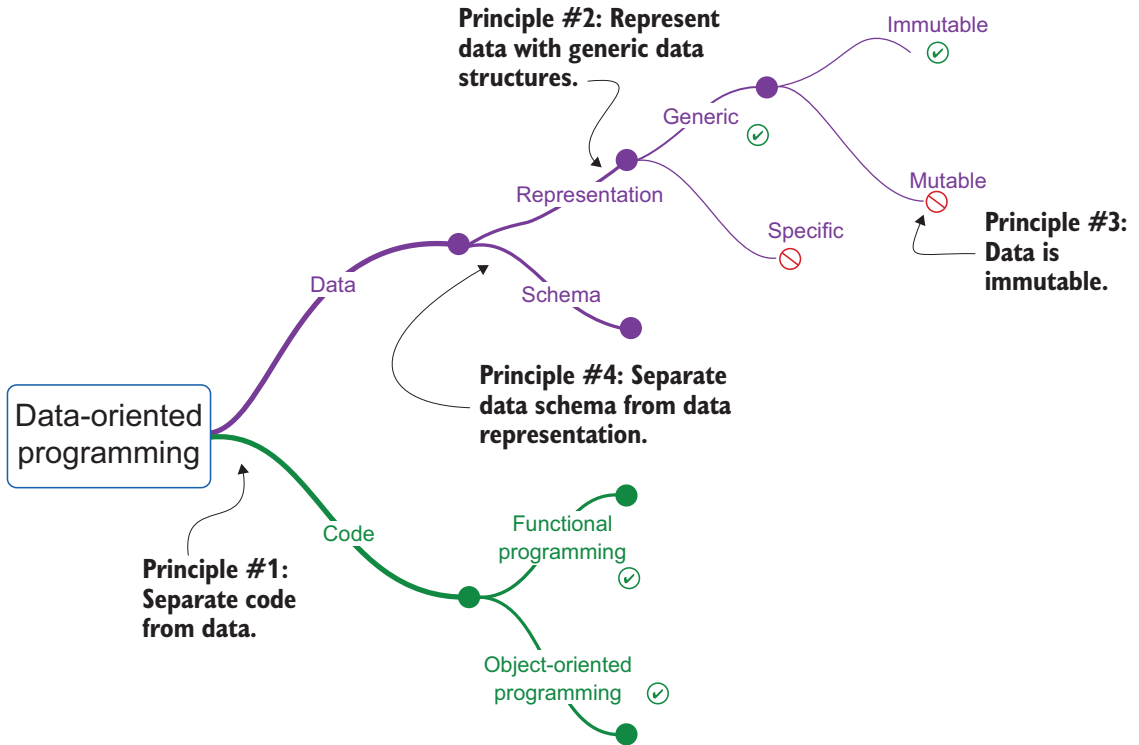 Principle #2: Represent
data with generic data
structures.
Immutable
Generic
Mutable
Representation
Specific
Principle #3:
Data is
immutable.
Data
Schema
Principle #4: Separate
data schema from data
representation.
Data-oriented
programming
Code
Functional
programming
Principle #1:
Separate code
from data.
Object-oriented
programming